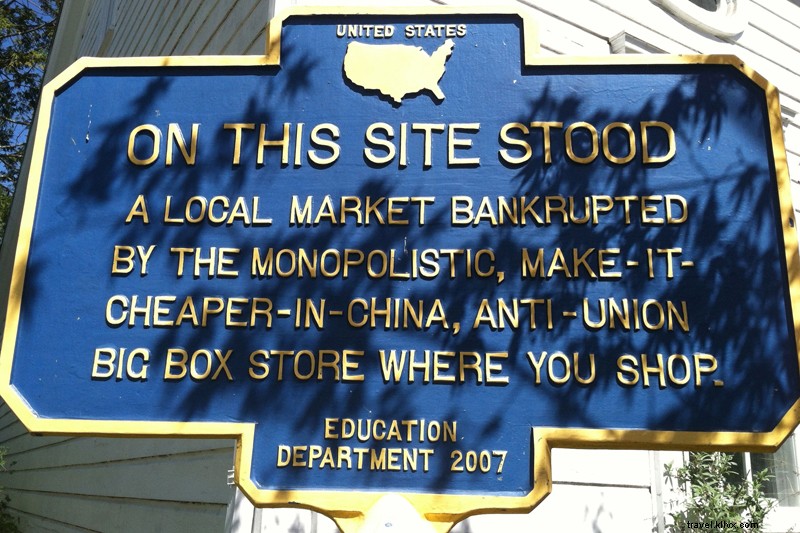 UNITED STATES
ON THIS SITE STOOD
A LOCAL MARKET BANKRUPTED
BY THE MONOPOLISTIC, MAKE-IT-
CHEAPER-IN-CHINA, ANTI-UNION
BIG BOX STORE WHERE YOU SHOP.
EDUCATION
DEPARTMENT 2007
travel.klhix.com